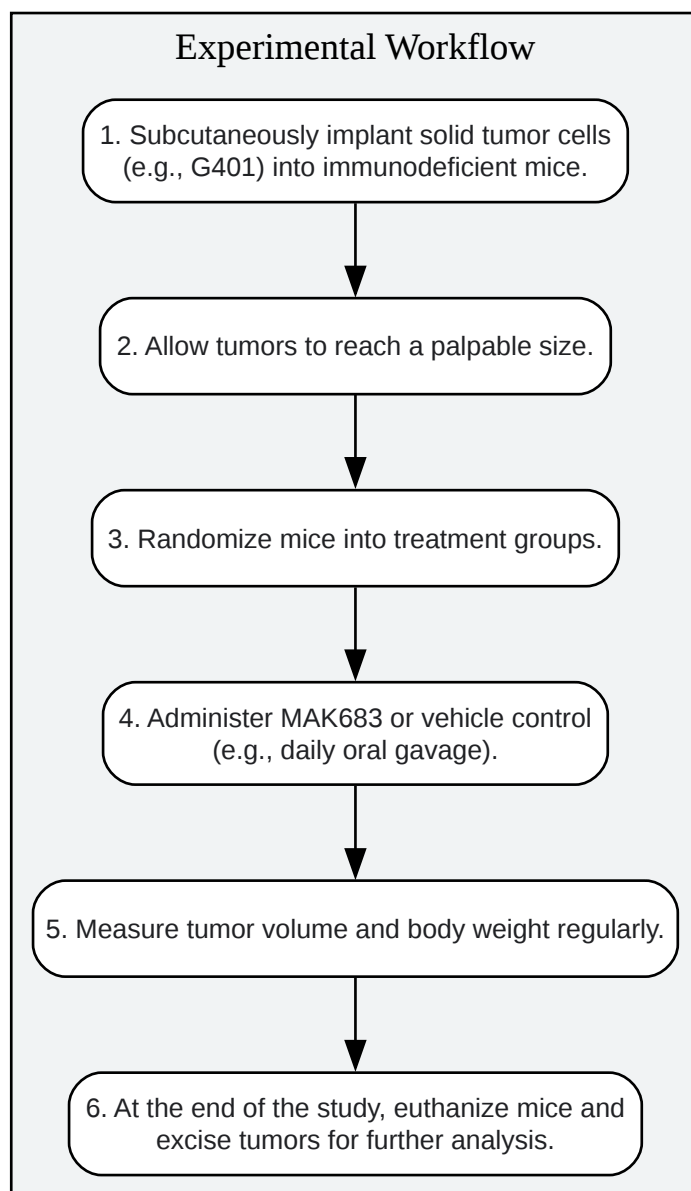 Experimental Workflow
1. Subcutaneously implant solid tumor cells
(e.g., G401) into immunodeficient mice.
2. Allow tumors to reach a palpable size.
3. Randomize mice into treatment groups.
4. Administer MAK683 or vehicle control
(e.g., daily oral gavage).
5. Measure tumor volume and body weight regularly.
6. At the end of the study, euthanize mice and
excise tumors for further analysis.